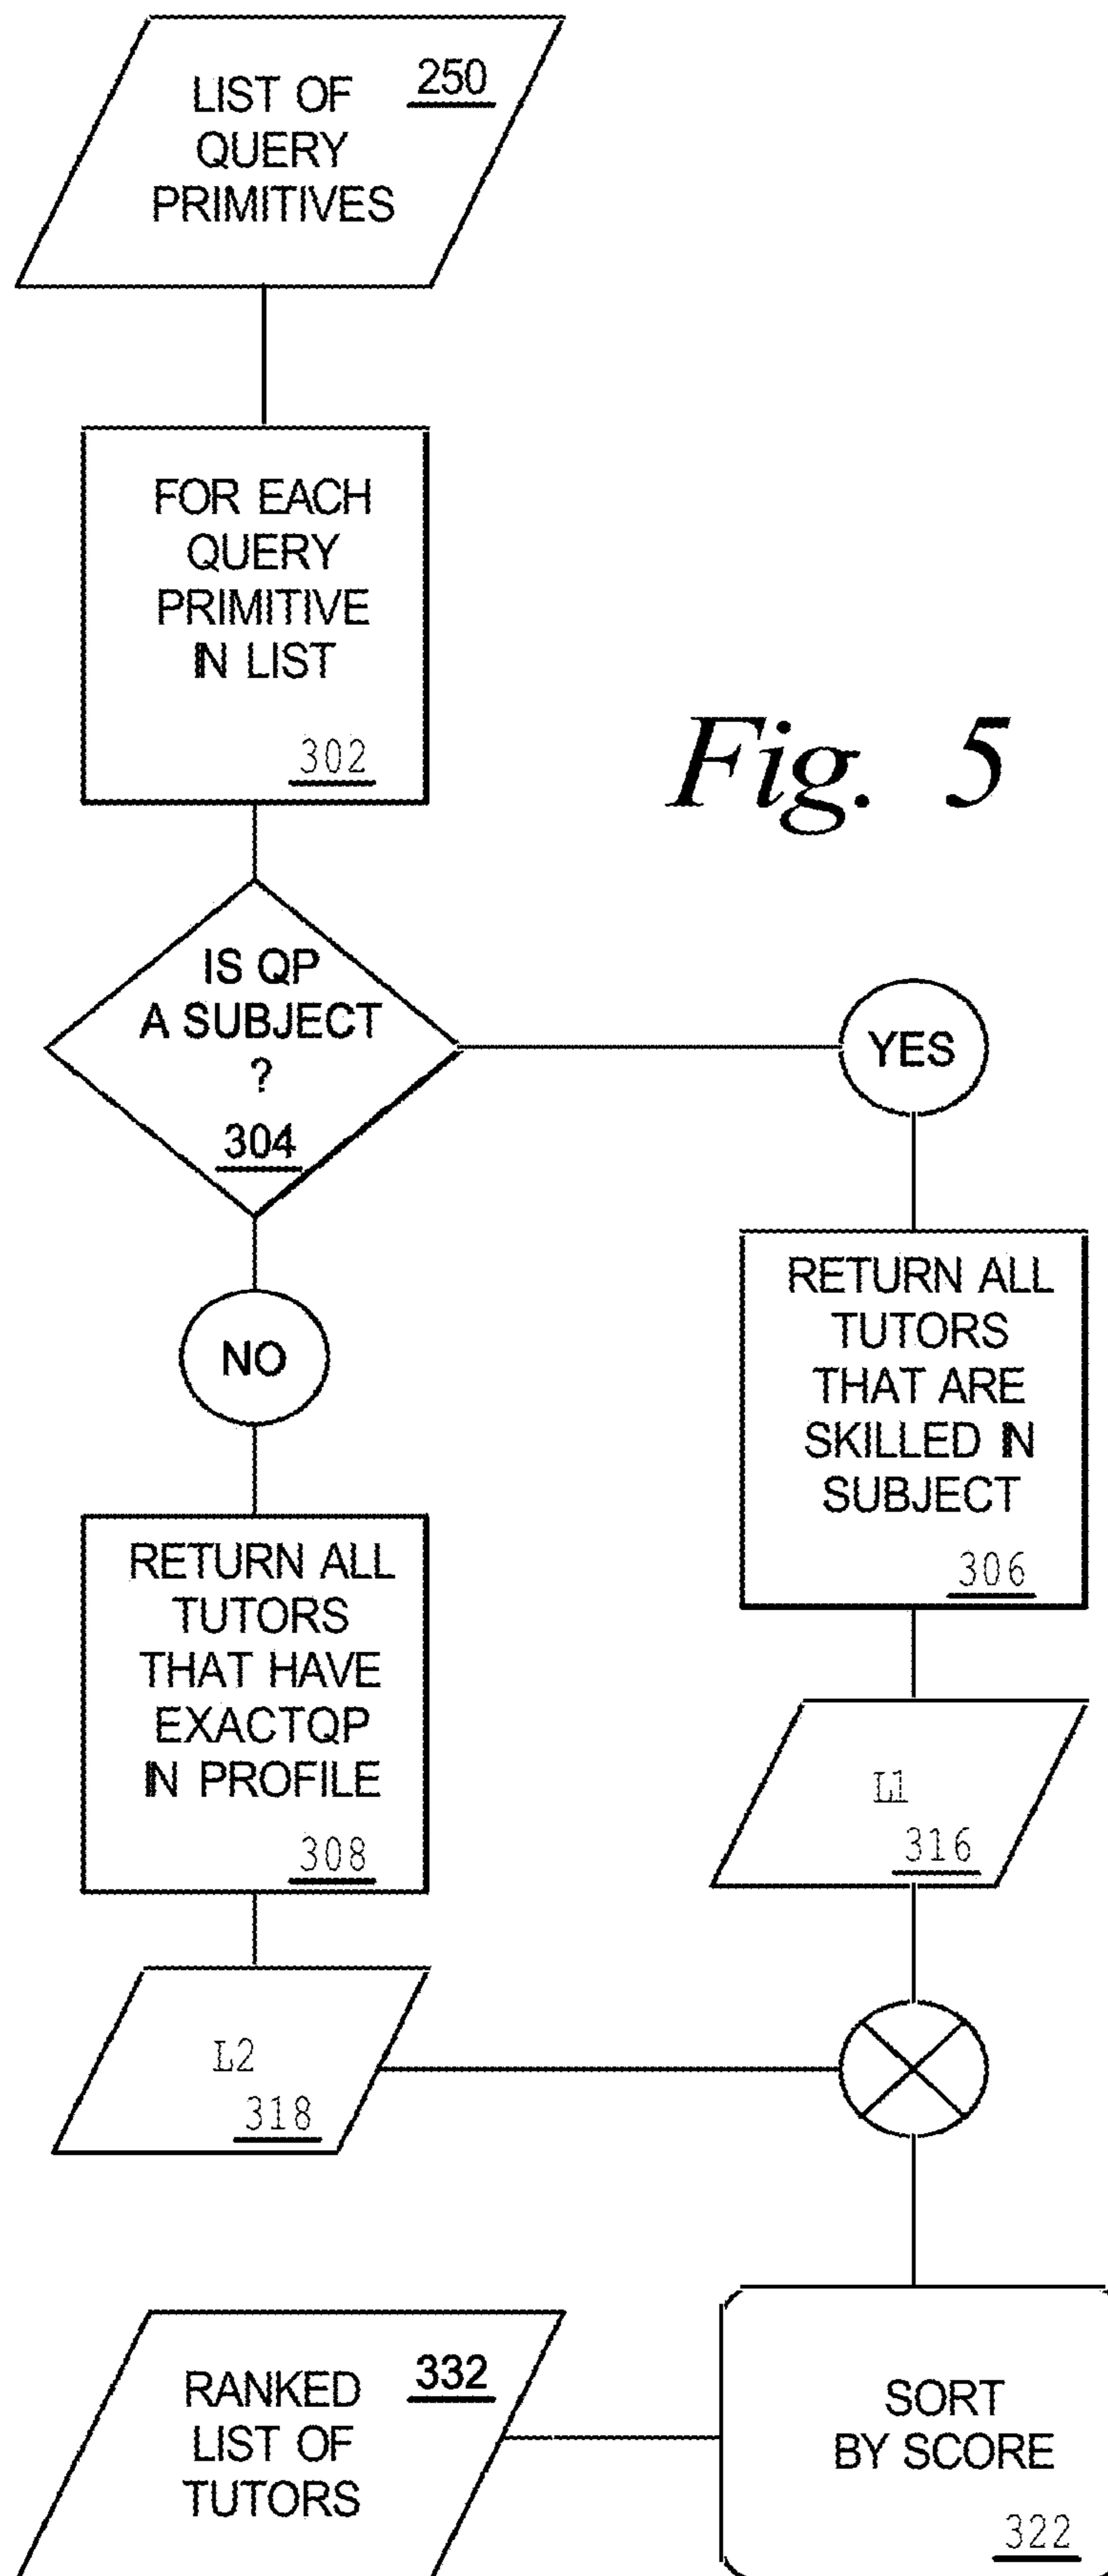 LIST OF
250
QUERY
PRIMITIVES
FOR EACH
QUERY
PRIMITIVE
IN LIST
302
Fig. 5
IS QP
A SUBJECT
?
304
YES
NO
RETURN ALL
TUTORS
THAT ARE
SKILLED IN
SUBJECT
306
RETURN ALL
TUTORS
THAT HAVE
EXACTQP
IN PROFILE
308
L1
316
L2
318
SORT
BY SCORE
322
RANKED
332
LIST OF
TUTORS